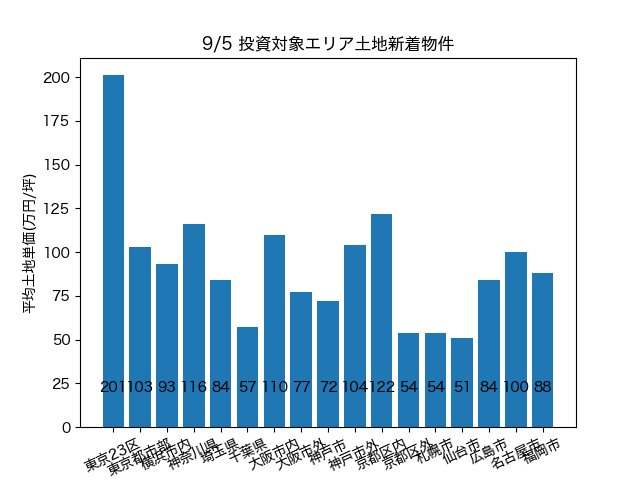 9/5 投資対象エリア土地新着物件
平均土地単価(万円/坪)
200
175
150
125
100
75
50
25
0
201
103
93
116
84
57
110
77
72
104
122
54
54
51
84
100
88
東京23区
東京都市部
横浜市内
神奈川県
埼玉県
千葉県
大阪市内
大阪市外
神戸市
神戸市外
京都区内
京都区外
札幌市
仙台市
広島市
名古屋市
福岡市